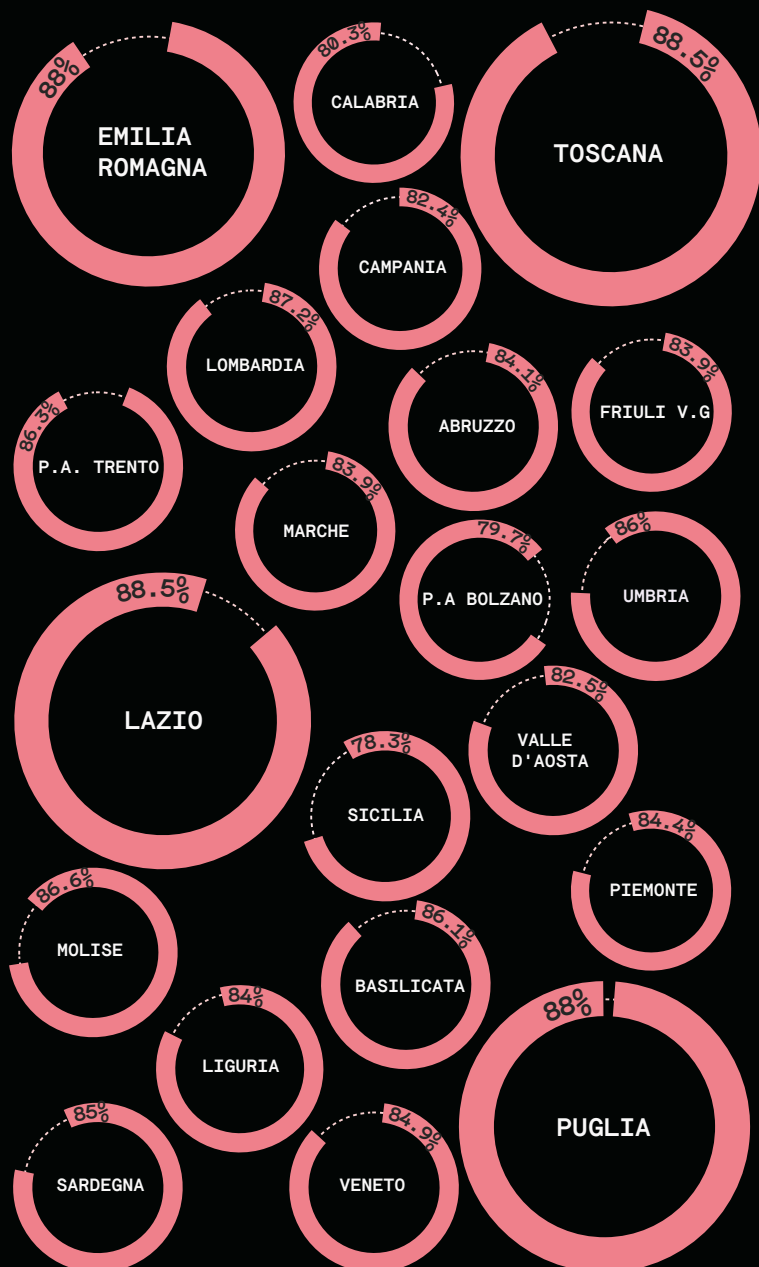 88%
EMILIA
ROMAGNA
80.3%
CALABRIA
88.5%
TOSCANA
82.4%
CAMPANIA
87.2%
LOMBARDIA
84.1%
ABRUZZO
83.9%
FRIULI V.G
86.3%
P.A. TRENTO
83.9%
MARCHE
79.7%
P.A BOLZANO
86%
UMBRIA
88.5%
LAZIO
82.5%
VALLE
D'AOSTA
78.3%
SICILIA
84.4%
PIEMONTE
86.6%
MOLISE
86.1%
BASILICATA
84%
LIGURIA
88%
PUGLIA
85%
SARDEGNA
84.9%
VENETO